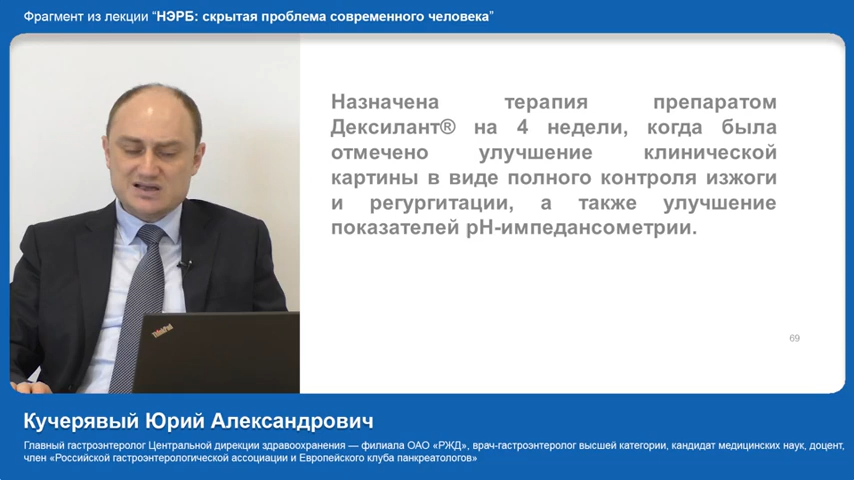 Фрагмент из лекции “НЭРБ: скрытая проблема современного человека”
Назначена терапия препаратом
Дексилант® на 4 недели, когда была
отмечено улучшение клинической
картины в виде полного контроля изжоги
и регургитации, а также улучшение
показателей pH-импедансометрии.
ThinkPad
69
Кучерявый Юрий Александрович
Главный гастроэнтеролог Центральной дирекции здравоохранения — филиала ОАО «РЖД», врач-гастроэнтеролог высшей категории, кандидат медицинских наук, доцент,
член «Российской гастроэнтерологической ассоциации и Европейского клуба панкреатологов»